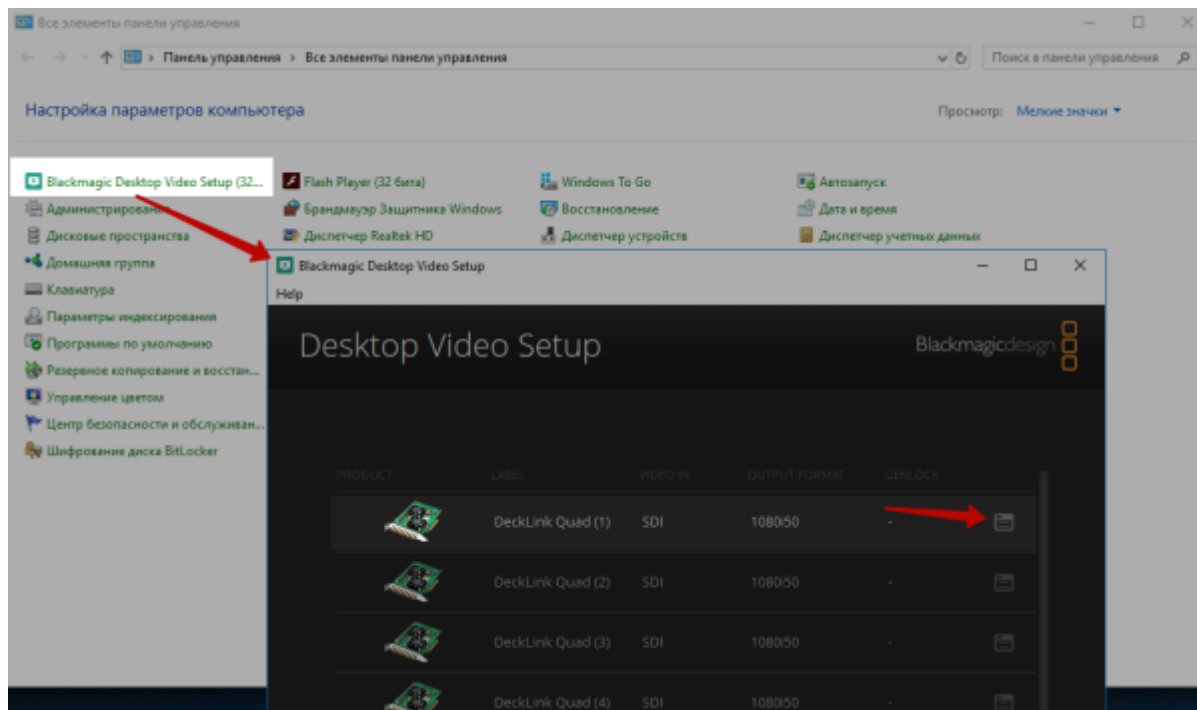 Все элементы панели управления
Панель управления › Все элементы панели управления
Поиск в панели управления
Настройка параметров компьютера
Просмотр: Мелкие значки
Blackmagic Desktop Video Setup (32...
Flash Player (32 бита)
Windows To Go
Автозапуск
Администрирование
Брандмауэр Защитника Windows
Восстановление
Дата и время
Дисковые пространства
Диспетчер Realtek HD
Диспетчер устройств
Диспетчер учетных данных
Домашняя группа
Клавиатура
Параметры индексирования
Программы по умолчанию
Резервное копирование и восстан...
Управление цветом
Центр безопасности и обслуживан...
Шифрование диска BitLocker
Blackmagic Desktop Video Setup
Help
Desktop Video Setup
Blackmagicdesign
PRODUCT LABEL VIDEO IN OUTPUT FORMAT GENLOCK
DeckLink Quad (1) SDI 1080i50 -
DeckLink Quad (2) SDI 1080i50 -
DeckLink Quad (3) SDI 1080i50 -
DeckLink Quad (4) SDI 1080i50 -